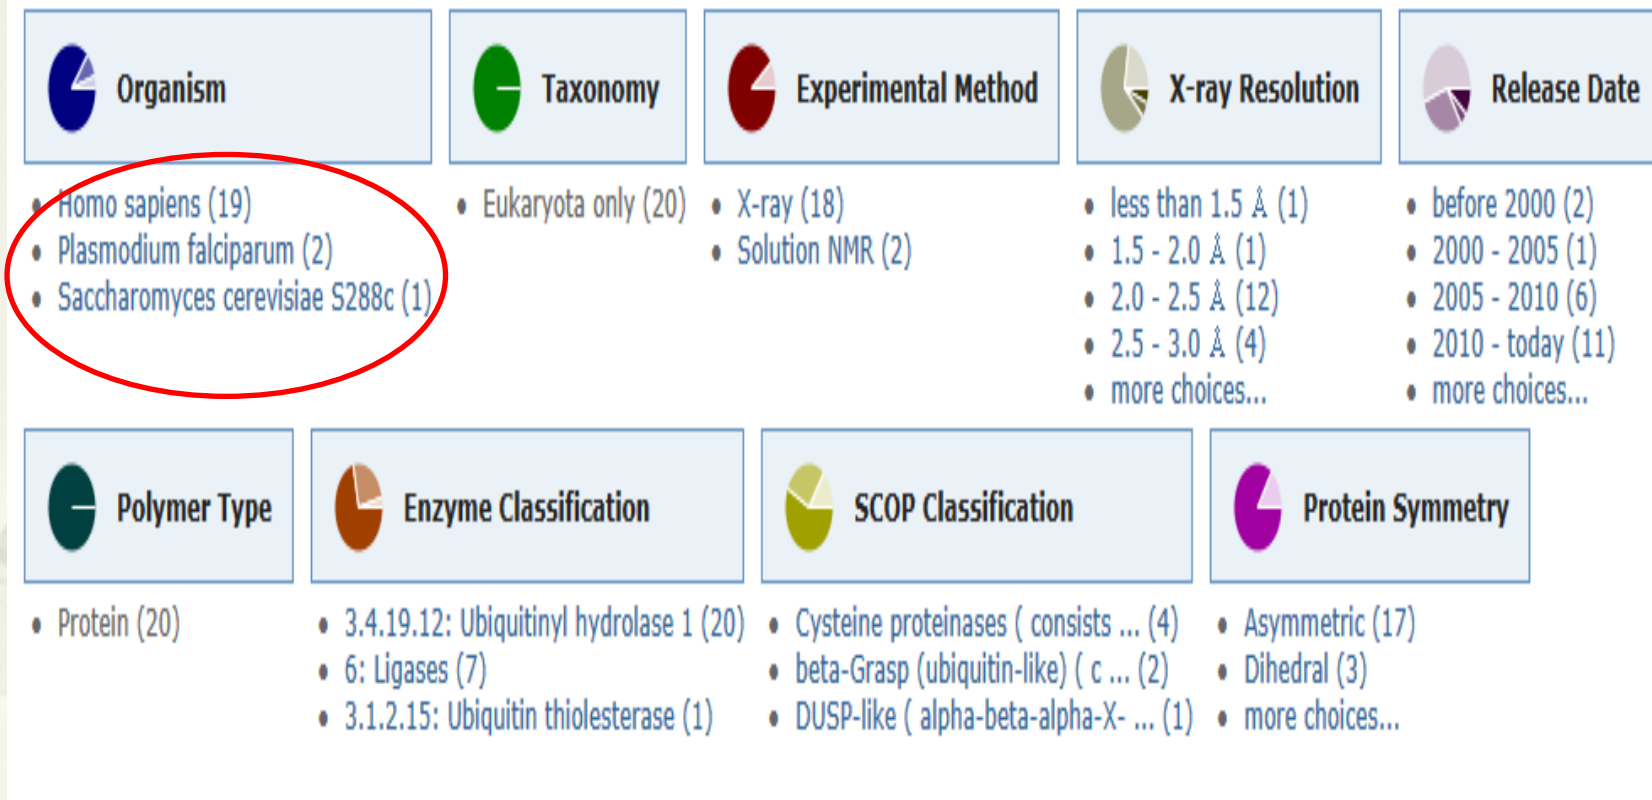 Organism
Homo sapiens (19)
Plasmodium falciparum (2)
Saccharomyces cerevisiae S288c (1)
Taxonomy
Eukaryota only (20)
Experimental Method
X-ray (18)
Solution NMR (2)
X-ray Resolution
less than 1.5 Å (1)
1.5 - 2.0 Å (1)
2.0 - 2.5 Å (12)
2.5 - 3.0 Å (4)
more choices...
Release Date
before 2000 (2)
2000 - 2005 (1)
2005 - 2010 (6)
2010 - today (11)
more choices...
Polymer Type
Protein (20)
Enzyme Classification
3.4.19.12: Ubiquitinyl hydrolase 1 (20)
6: Ligases (7)
3.1.2.15: Ubiquitin thiolesterase (1)
SCOP Classification
Cysteine proteinases ( consists ... (4)
beta-Grasp (ubiquitin-like) ( c ... (2)
DUSP-like ( alpha-beta-alpha-X- ... (1)
Protein Symmetry
Asymmetric (17)
Dihedral (3)
more choices...